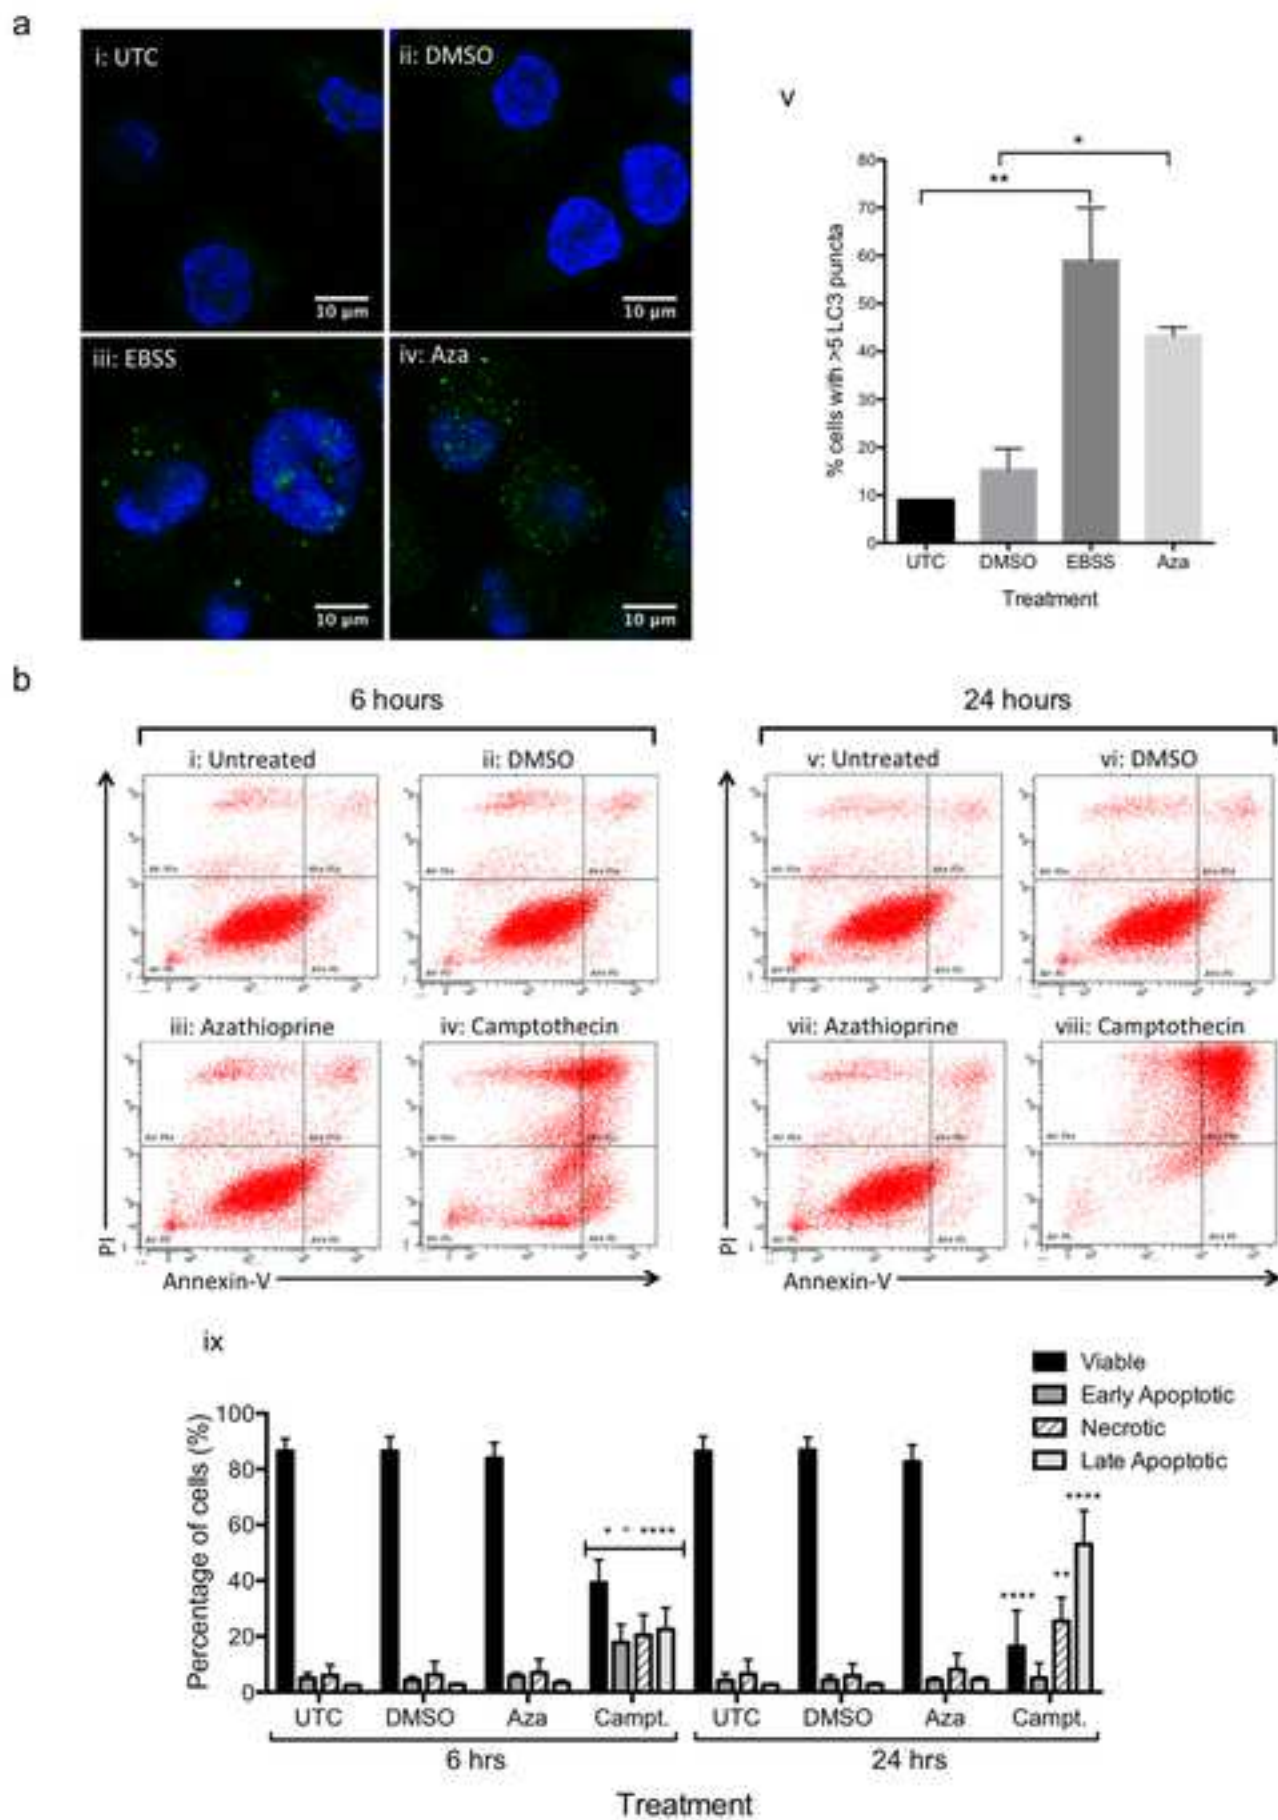 a
i: UTC
ii: DMSO
10 µm
10 µm
iii: EBSS
iv: Aza
10 µm
10 µm
v
% cells with >5 LC3 puncta
80
70
60
50
40
30
20
10
0
*
**
UTC DMSO EBSS Aza
Treatment
b
6 hours
24 hours
i: Untreated
ii: DMSO
v: Untreated
vi: DMSO
iii: Azathioprine
iv: Camptothecin
vii: Azathioprine
viii: Camptothecin
PI
PI
Annexin-V
Annexin-V
ix
Viable
Early Apoptotic
Necrotic
Late Apoptotic
Percentage of cells (%)
100
80
60
40
20
0
* * ****
****
**
****
UTC DMSO Aza Campt. UTC DMSO Aza Campt.
6 hrs
24 hrs
Treatment